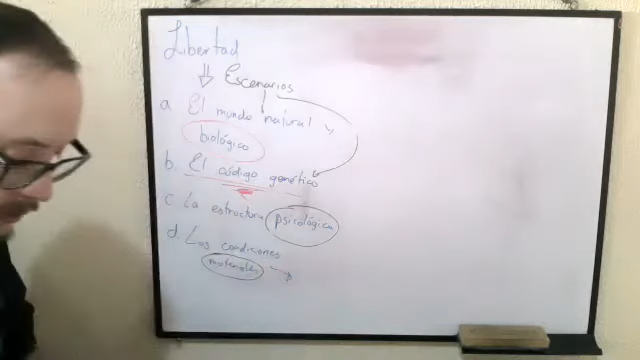 Libertad
Escenarios
a. El mundo natural
biológico
b. El código genético
c. La estructura psicológica
d. Las condiciones
materiales